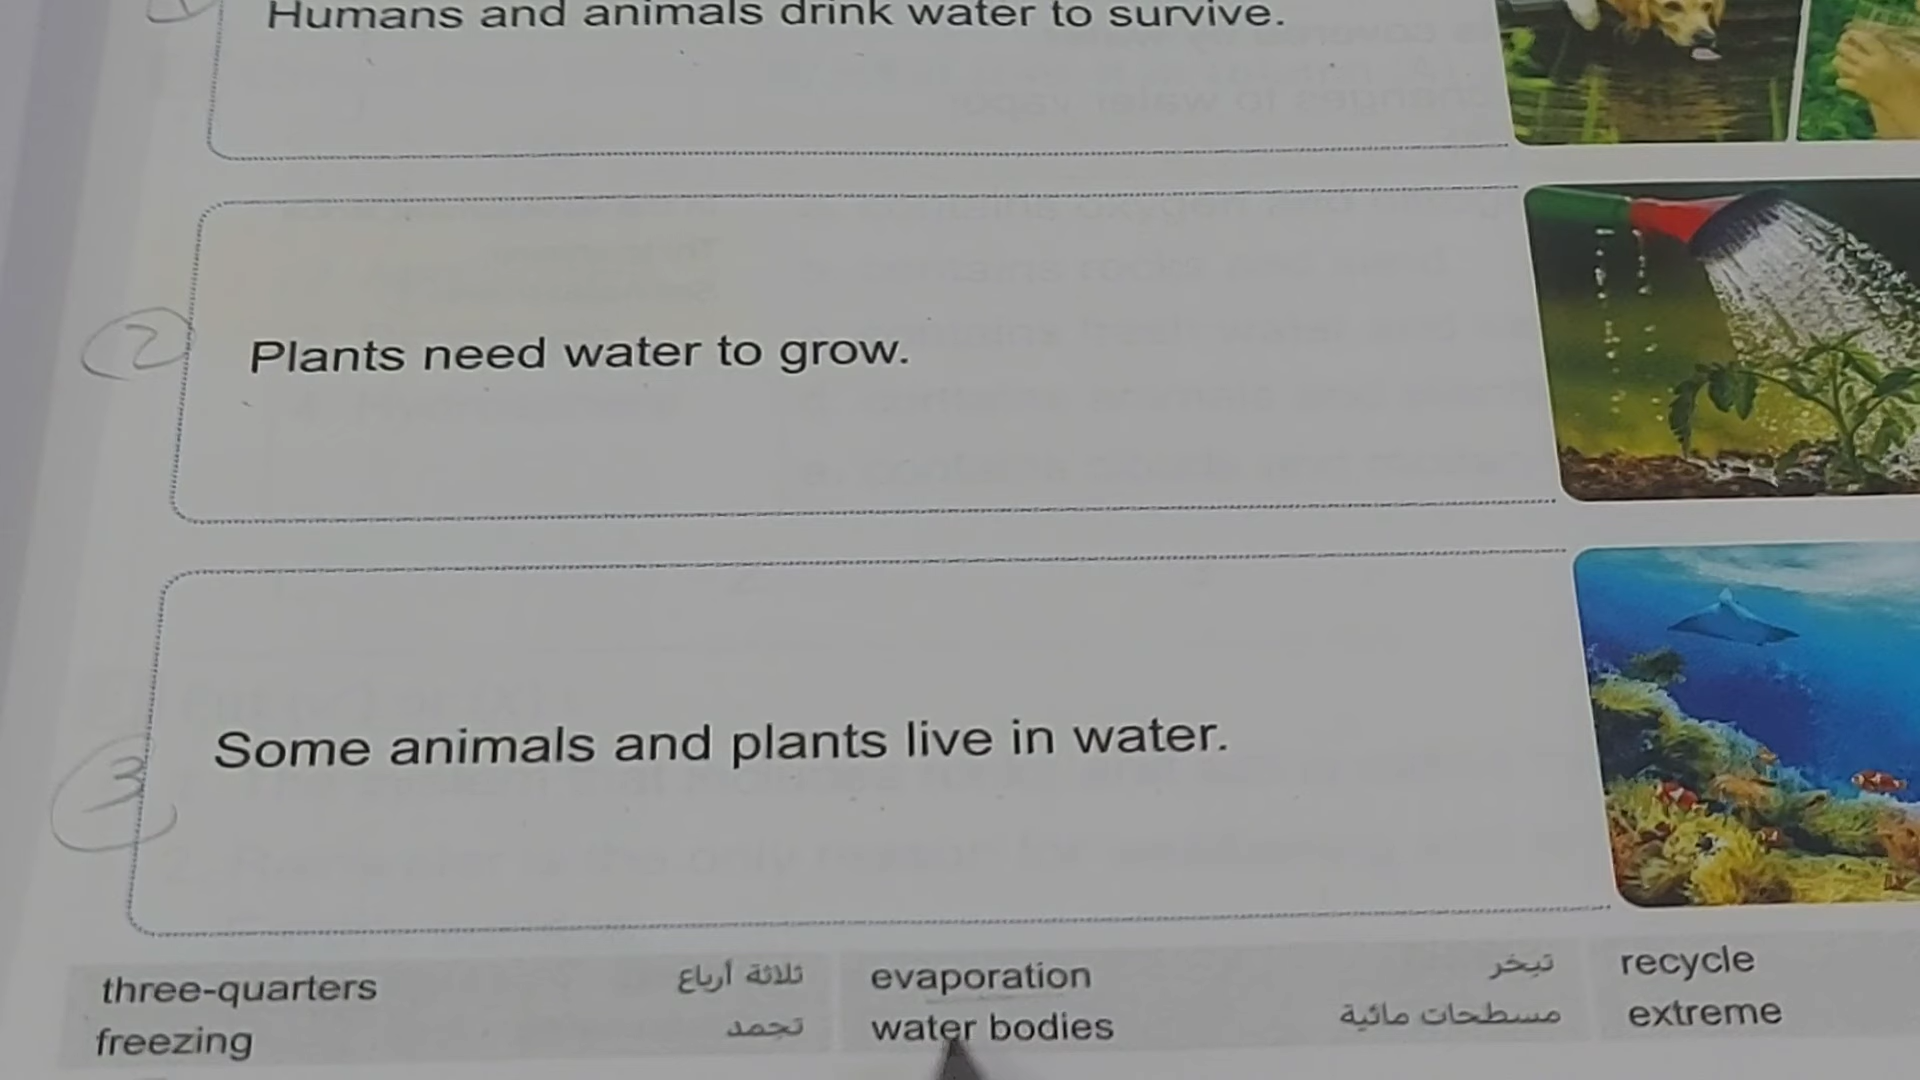 Humans and animals drink water to survive.
2
Plants need water to grow.
3
Some animals and plants live in water.
three-quarters ثلاثة أرباع evaporation تبخر recycle
freezing تجمد water bodies مسطحات مائية extreme